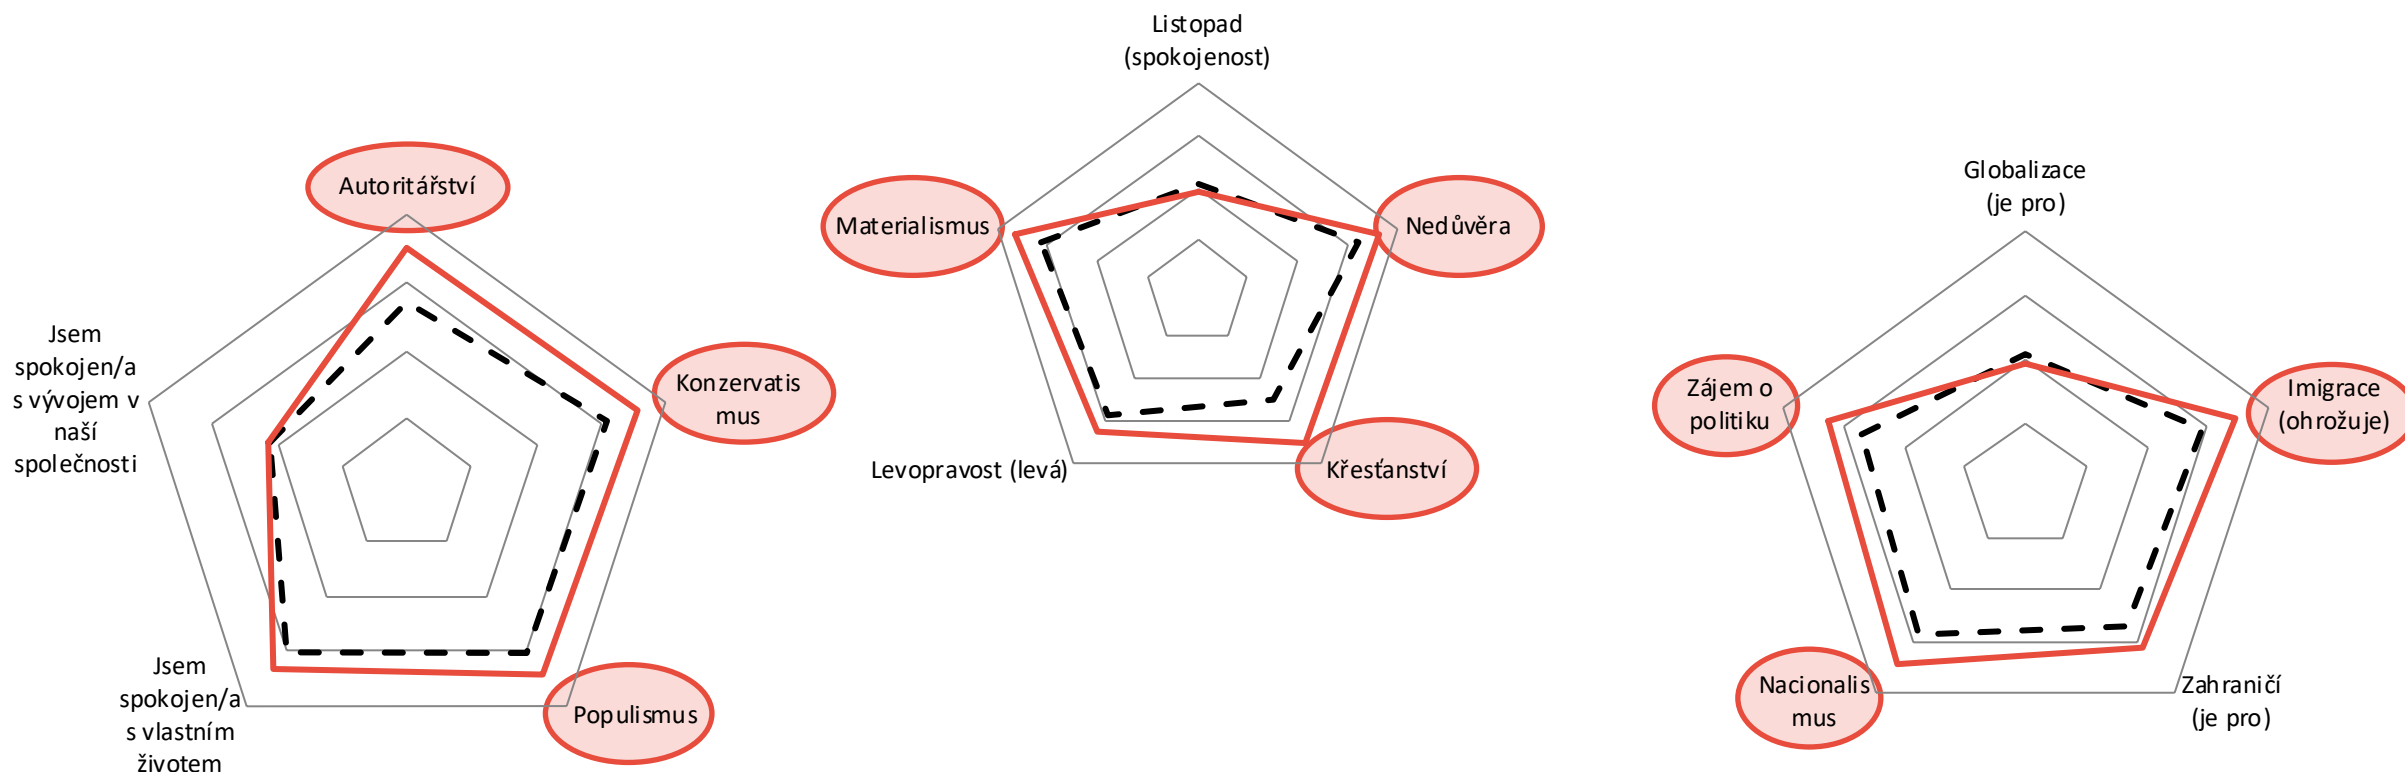 Autoritářství
Jsem
spokojen/a
s vývojem v
naší
společnosti
Konzervatis
mus
Jsem
spokojen/a
s vlastním
životem
Populismus
Listopad
(spokojenost)
Materialismus
Nedůvěra
Levopravost (levá)
Křesťanství
Globalizace
(je pro)
Zájem o
politiku
Imigrace
(ohrožuje)
Nacionalis
mus
Zahraničí
(je pro)